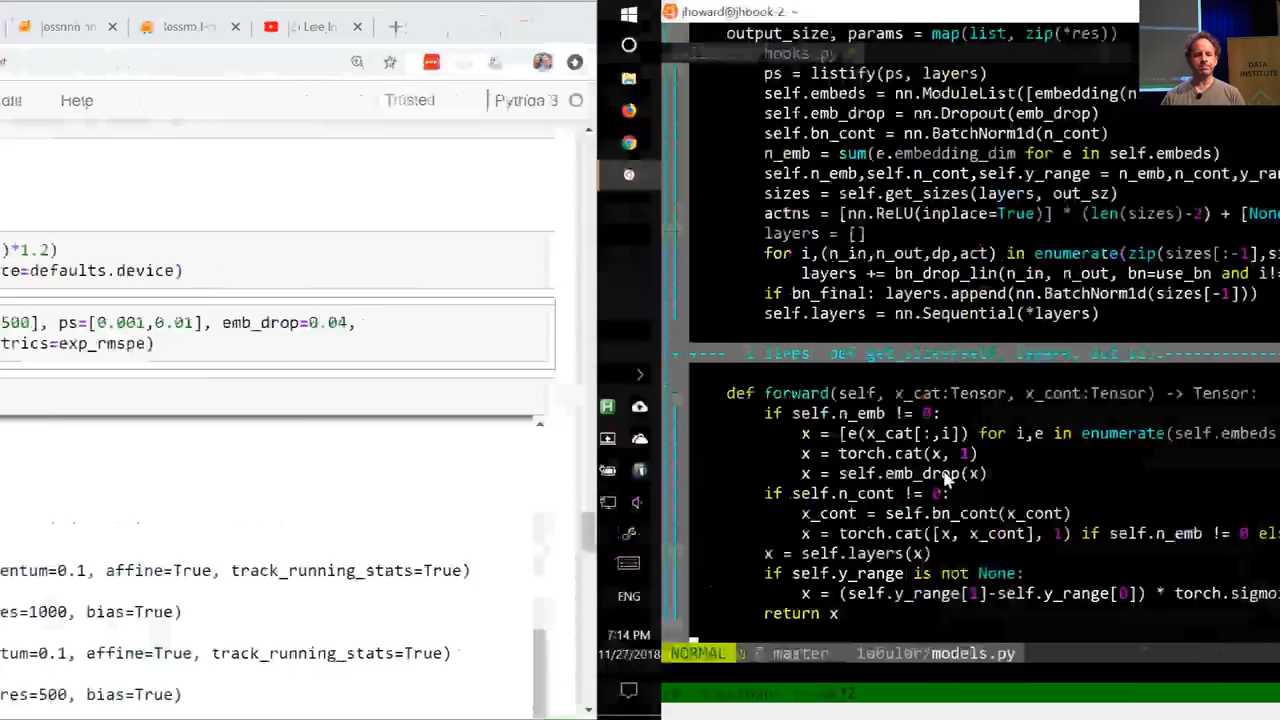 lossn
lossn
(1) Lee In
Help
Trusted
Python 3
)*1.2)
ce=defaults.device)
500], ps=[0.001,0.01], emb_drop=0.04,
trics=exp_rmspe)
entum=0.1, affine=True, track_running_stats=True)
es=1000, bias=True)
tum=0.1, affine=True, track_running_stats=True)
res=500, bias=True)
ENG
7:14 PM
11/27/2018
jhoward@jhbook-2: ~
output_size, params = map(list, zip(*res))
hooks.py
ps = listify(ps, layers)
self.embeds = nn.ModuleList([embedding(n
self.emb_drop = nn.Dropout(emb_drop)
self.bn_cont = nn.BatchNorm1d(n_cont)
n_emb = sum(e.embedding_dim for e in self.embeds)
self.n_emb,self.n_cont,self.y_range = n_emb,n_cont,y_ran
sizes = self.get_sizes(layers, out_sz)
actns = [nn.ReLU(inplace=True)] * (len(sizes)-2) + [None
layers = []
for i,(n_in,n_out,dp,act) in enumerate(zip(sizes[:-1],si
layers += bn_drop_lin(n_in, n_out, bn=use_bn and i!=
if bn_final: layers.append(nn.BatchNorm1d(sizes[-1]))
self.layers = nn.Sequential(*layers)
def forward(self, x_cat:Tensor, x_cont:Tensor) -> Tensor:
if self.n_emb != 0:
x = [e(x_cat[:,i]) for i,e in enumerate(self.embeds
x = torch.cat(x, 1)
x = self.emb_drop(x)
if self.n_cont != 0:
x_cont = self.bn_cont(x_cont)
x = torch.cat([x, x_cont], 1) if self.n_emb != 0 els
x = self.layers(x)
if self.y_range is not None:
x = (self.y_range[1]-self.y_range[0]) * torch.sigmo
return x
NORMAL master tabular/models.py
DATA
INSTITUTE